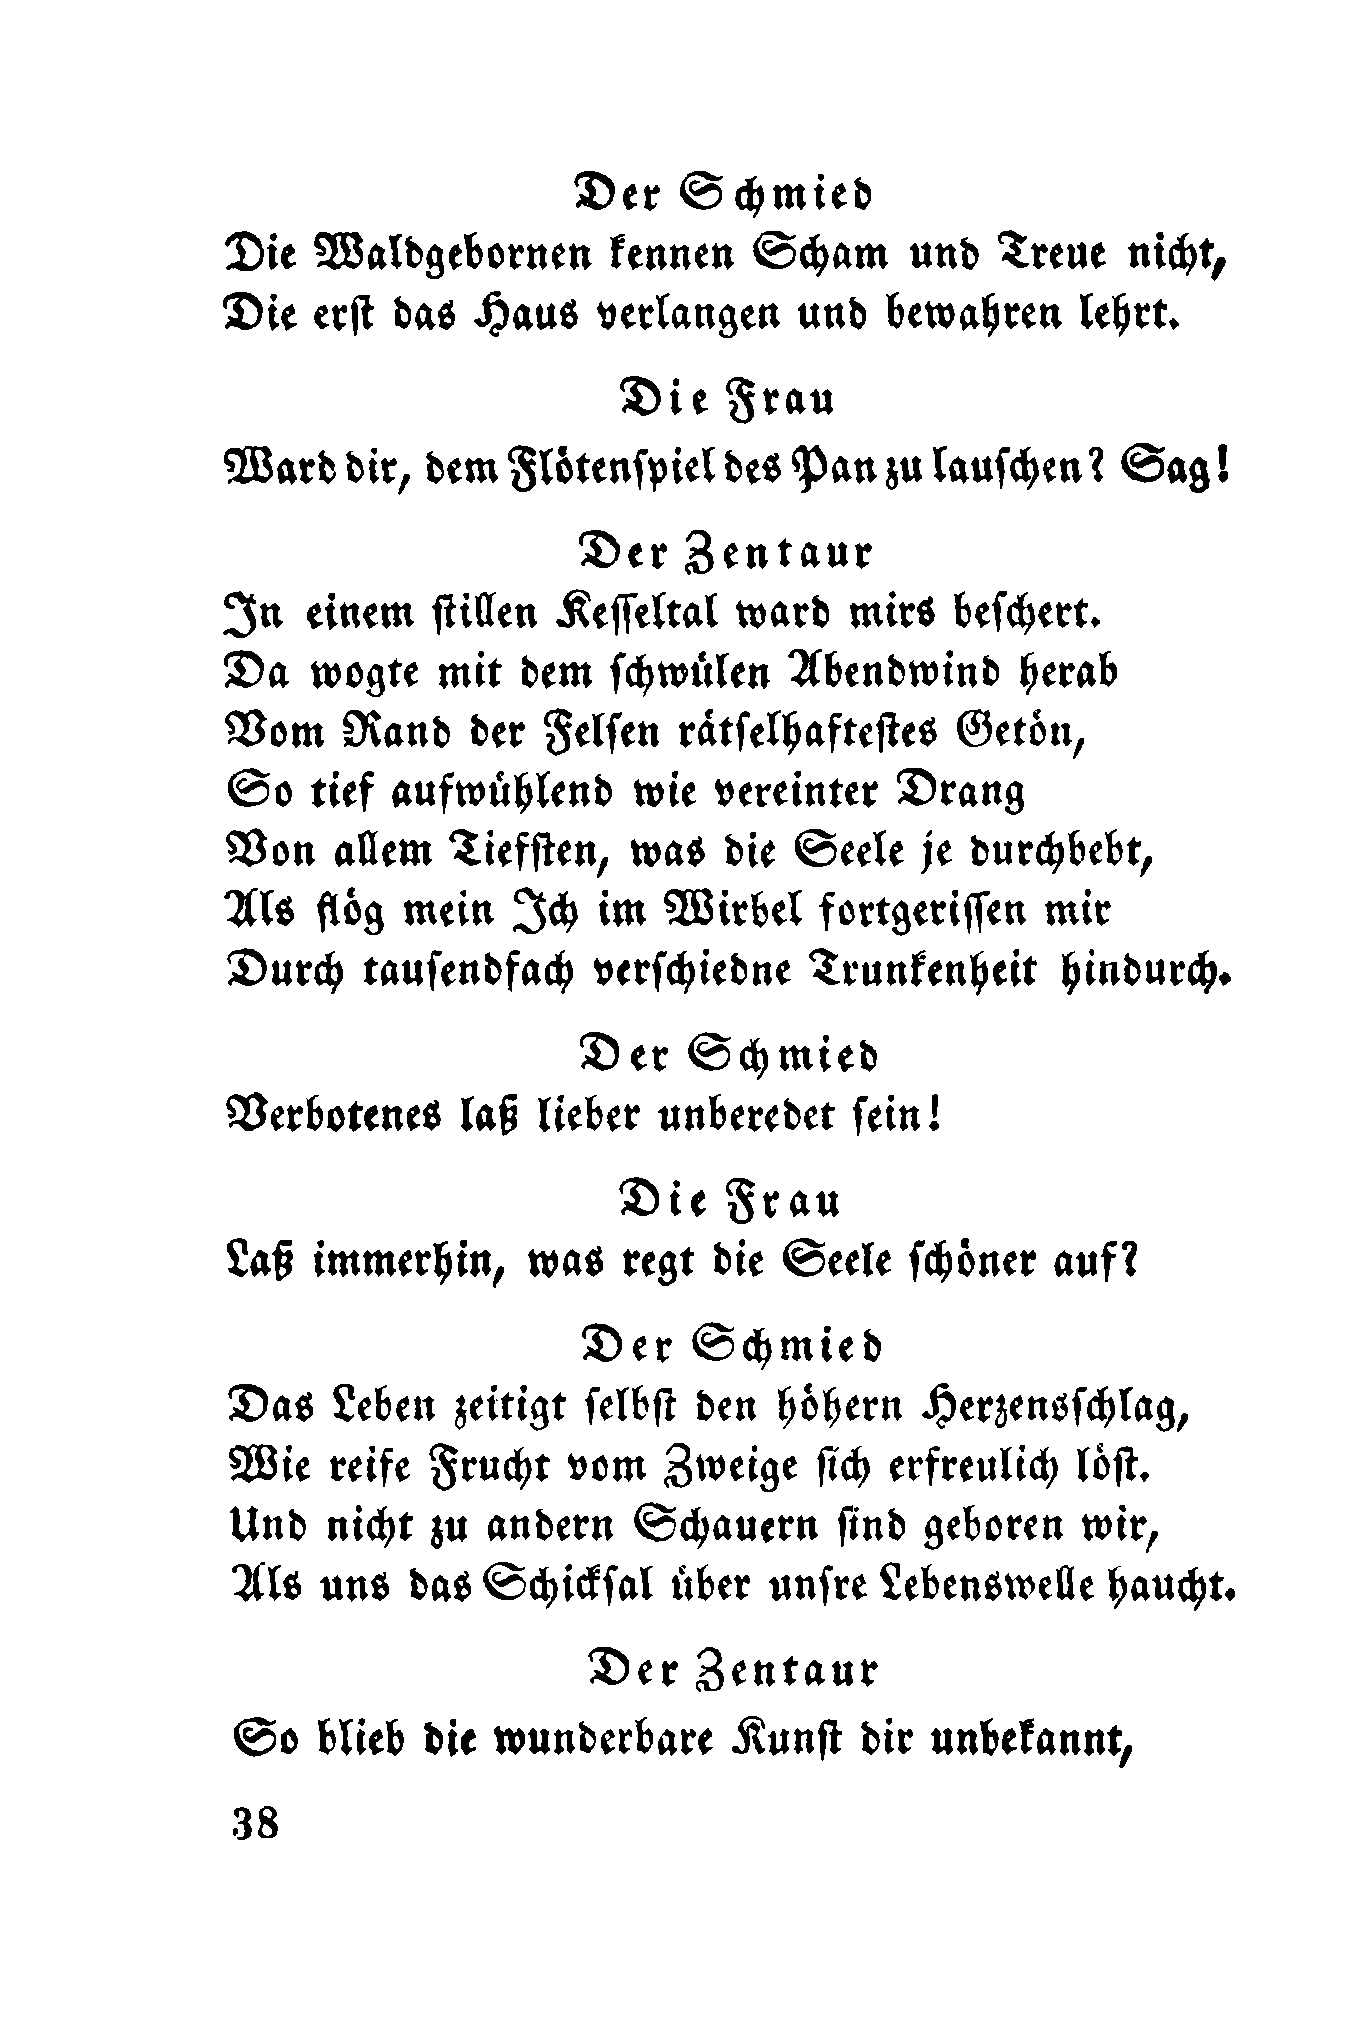 Der Schmied
Die Waldgebornen kennen Scham und Treue nicht,
Die erst das Haus verlangen und bewahren lehrt.
Die Frau
Ward dir, dem Flötenspiel des Pan zu lauschen? Sag!
Der Zentaur
In einem stillen Kesseltal ward mirs beschert.
Da wogte mit dem schwülen Abendwind herab
Vom Rand der Felsen rätselhaftestes Getön,
So tief aufwühlend wie vereinter Drang
Von allem Tiefsten, was die Seele je durchbebt,
Als flög mein Ich im Wirbel fortgerissen mir
Durch tausendfach verschiedne Trunkenheit hindurch.
Der Schmied
Verbotenes laß lieber unberedet sein!
Die Frau
Laß immerhin, was regt die Seele schöner auf?
Der Schmied
Das Leben zeitigt selbst den höhern Herzensschlag,
Wie reife Frucht vom Zweige sich erfreulich löst.
Und nicht zu andern Schauern sind geboren wir,
Als uns das Schicksal über unsre Lebenswelle haucht.
Der Zentaur
So blieb die wunderbare Kunst dir unbekannt,
38